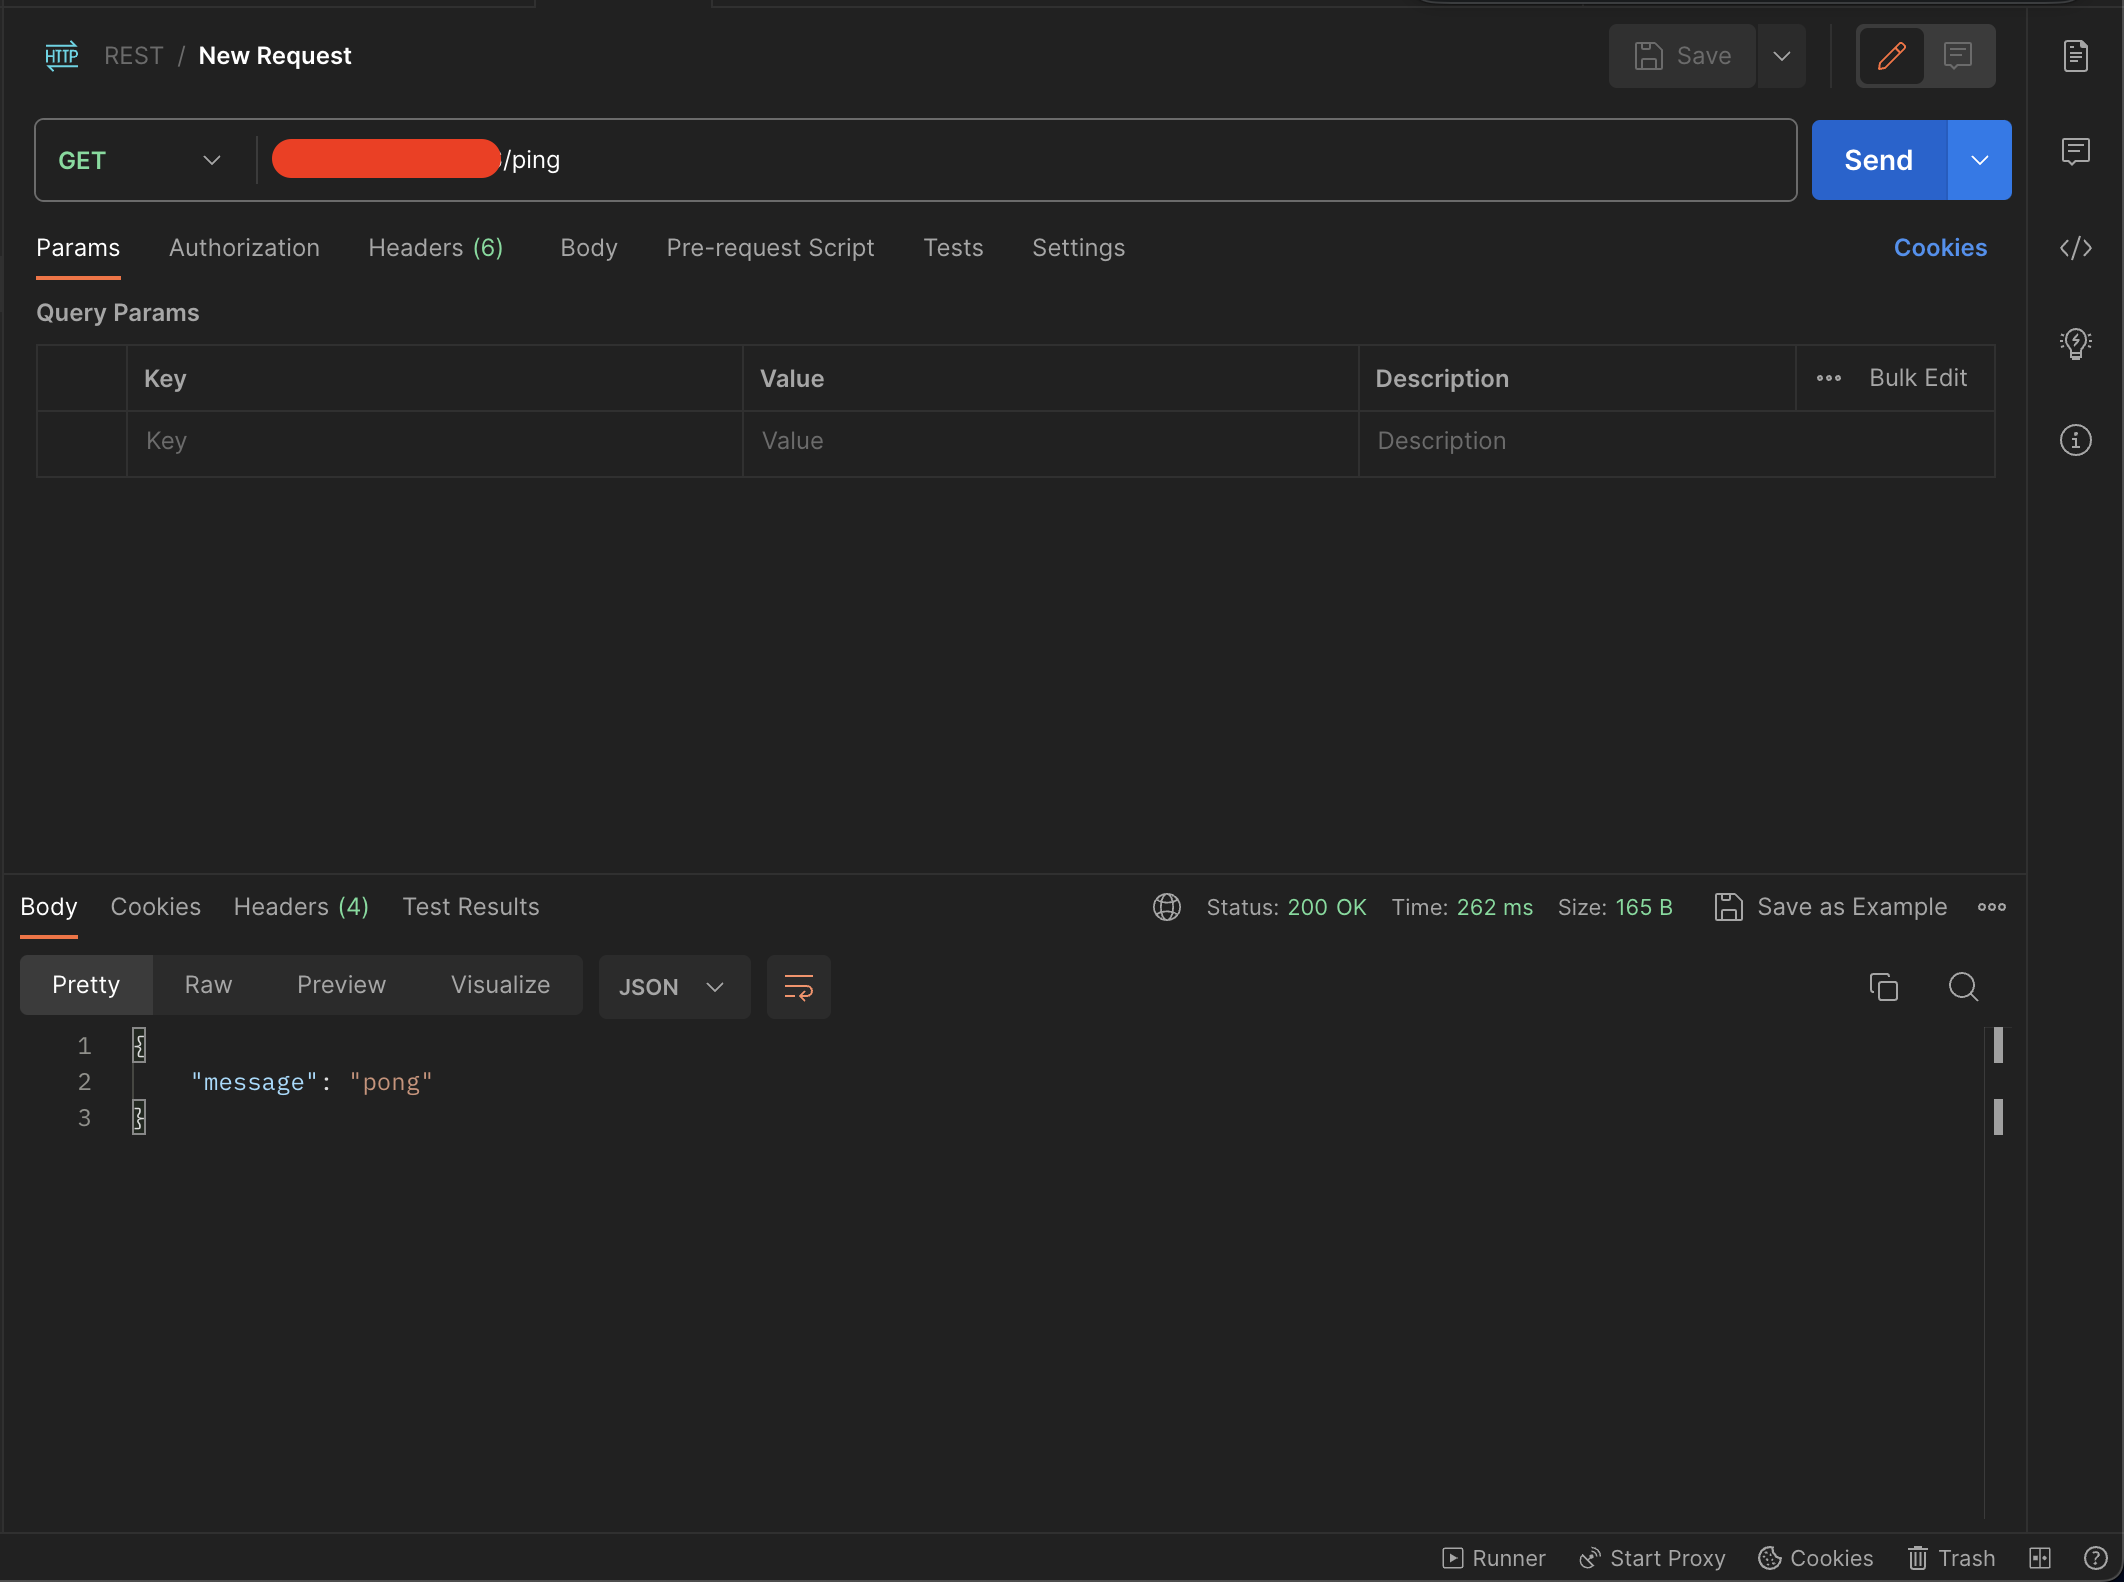 HTTP REST / New Request Save
GET /ping Send
Params Authorization Headers (6) Body Pre-request Script Tests Settings Cookies
Query Params
Key Value Description Bulk Edit
Key Value Description
Body Cookies Headers (4) Test Results Status: 200 OK Time: 262 ms Size: 165 B Save as Example
Pretty Raw Preview Visualize JSON
1 {
2 "message": "pong"
3 }
Runner Start Proxy Cookies Trash